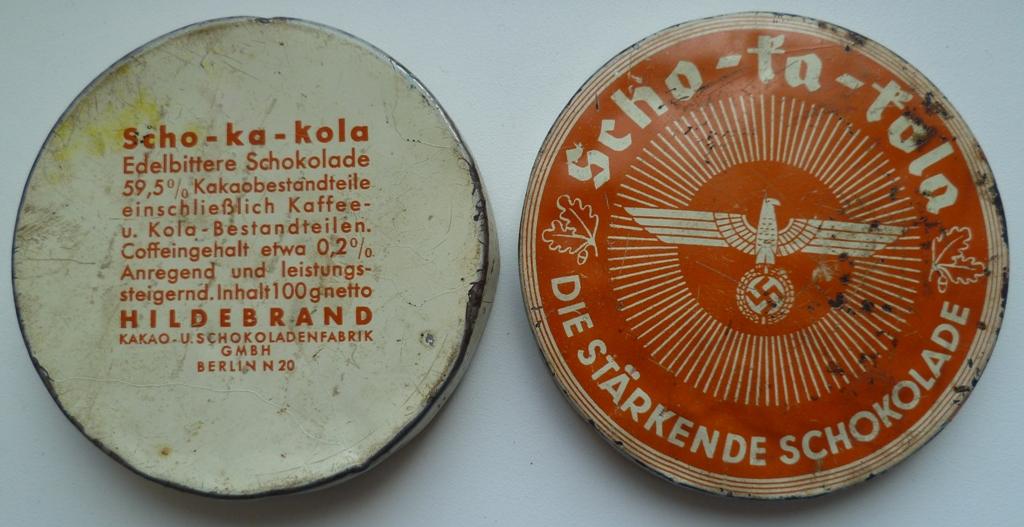 Scho-ka-kola
Edelbittere Schokolade
59,5% Kakaobestandteile
einschließlich Kaffee-
u. Kola-Bestandteilen.
Coffeingehalt etwa 0,2%
Anregend und leistungs-
steigernd. Inhalt 100 g netto
HILDEBRAND
KAKAO- U. SCHOKOLADENFABRIK
GMBH
BERLIN N 20
Scho-ka-kola
DIE STÄRKENDE SCHOKOLADE